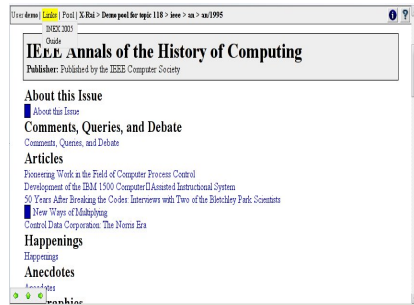 User: demo | Links | Pool | X-Rai > Demo pool for topic 118 > ieee > an > an/1995
INEX 2005
Guide
IEEE Annals of the History of Computing
Publisher: Published by the IEEE Computer Society
About this Issue
About this Issue
Comments, Queries, and Debate
Comments, Queries, and Debate
Articles
Pioneering Work in the Field of Computer Process Control
Development of the IBM 1500 Computer⎕Assisted Instructional System
50 Years After Breaking the Codes: Interviews with Two of the Bletchley Park Scientists
New Ways of Multiplying
Control Data Corporation: The Norris Era
Happenings
Happenings
Anecdotes
Anecdotes